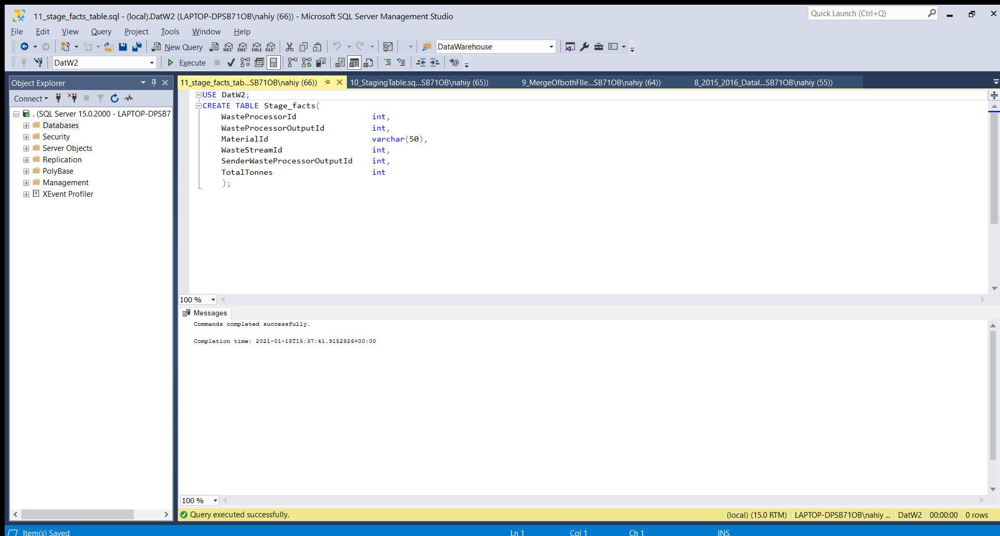 11_stage_facts_table.sql - (local).DatW2 (LAPTOP-DPSB71OB\nahiy (66)) - Microsoft SQL Server Management Studio
Quick Launch (Ctrl+Q)
File Edit View Query Project Tools Window Help
New Query MDX DMX XMLA DAX DataWarehouse
DatW2 Execute
Object Explorer
11_stage_facts_tab...SB71OB\nahiy (66)) 10_StagingTable.sq...SB71OB\nahiy (65)) 9_MergeOfbothFIle...SB71OB\nahiy (64)) 8_2015_2016_DataI...SB71OB\nahiy (55))
Connect
. (SQL Server 15.0.2000 - LAPTOP-DPSB7
Databases
Security
Server Objects
Replication
PolyBase
Management
XEvent Profiler
USE DatW2;
CREATE TABLE Stage_facts(
WasteProcessorId int,
WasteProcessorOutputId int,
MaterialId varchar(50),
WasteStreamId int,
SenderWasteProcessorOutputId int,
TotalTonnes int
);
100 %
Messages
Commands completed successfully.
Completion time: 2021-01-18T15:37:41.9152826+00:00
100 %
Query executed successfully. (local) (15.0 RTM) LAPTOP-DPSB71OB\nahiy ... DatW2 00:00:00 0 rows
Item(s) Saved Ln 1 Col 1 Ch 1 INS